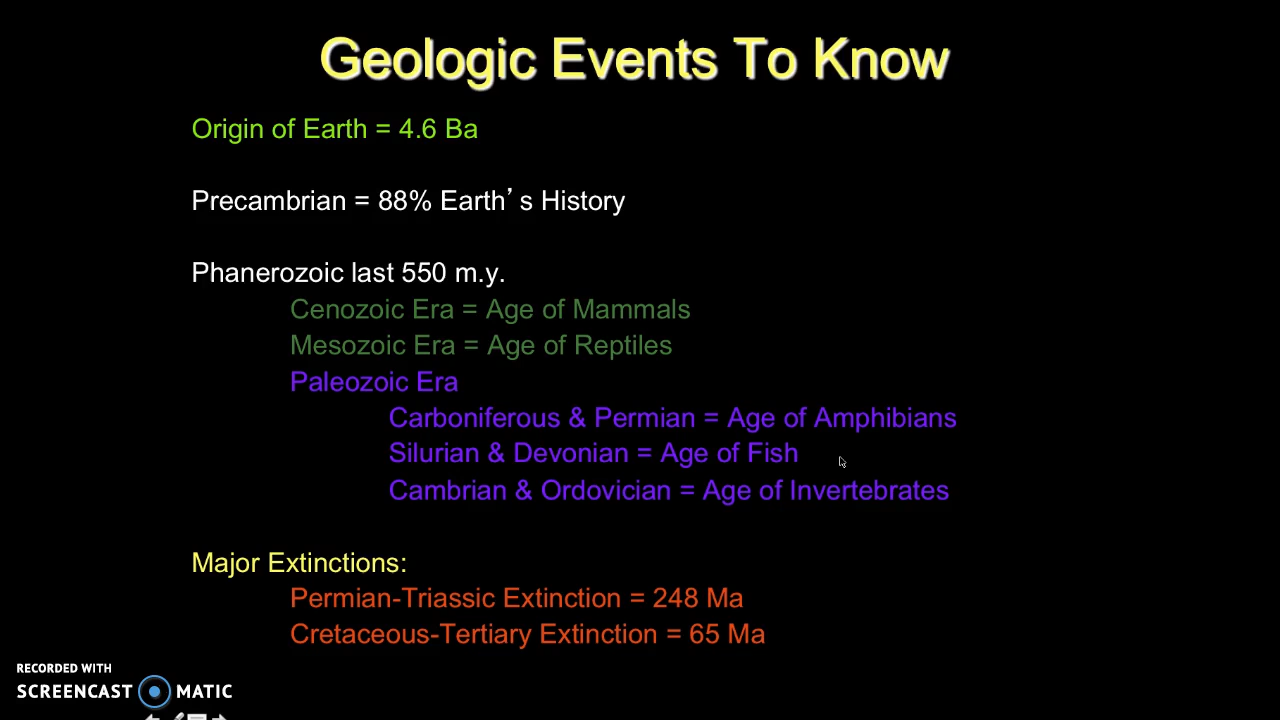 Geologic Events To Know
Origin of Earth = 4.6 Ba
Precambrian = 88% Earth’s History
Phanerozoic last 550 m.y.
Cenozoic Era = Age of Mammals
Mesozoic Era = Age of Reptiles
Paleozoic Era
Carboniferous & Permian = Age of Amphibians
Silurian & Devonian = Age of Fish
Cambrian & Ordovician = Age of Invertebrates
Major Extinctions:
Permian-Triassic Extinction = 248 Ma
Cretaceous-Tertiary Extinction = 65 Ma
RECORDED WITH
SCREENCAST MATIC